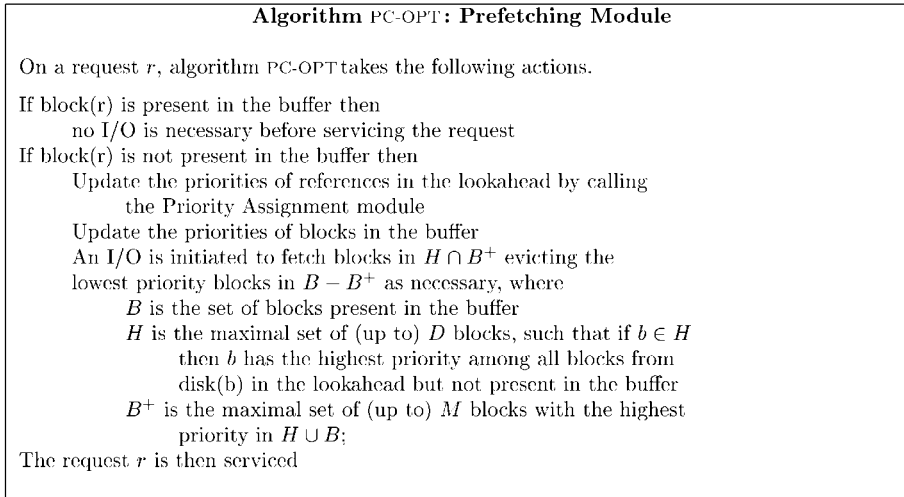 Algorithm PC-OPT: Prefetching Module
On a request r, algorithm PC-OPT takes the following actions.
If block(r) is present in the buffer then
no I/O is necessary before servicing the request
If block(r) is not present in the buffer then
Update the priorities of references in the lookahead by calling
the Priority Assignment module
Update the priorities of blocks in the buffer
An I/O is initiated to fetch blocks in H ∩ B⁺ evicting the
lowest priority blocks in B − B⁺ as necessary, where
B is the set of blocks present in the buffer
H is the maximal set of (up to) D blocks, such that if b ∈ H
then b has the highest priority among all blocks from
disk(b) in the lookahead but not present in the buffer
B⁺ is the maximal set of (up to) M blocks with the highest
priority in H ∪ B;
The request r is then serviced